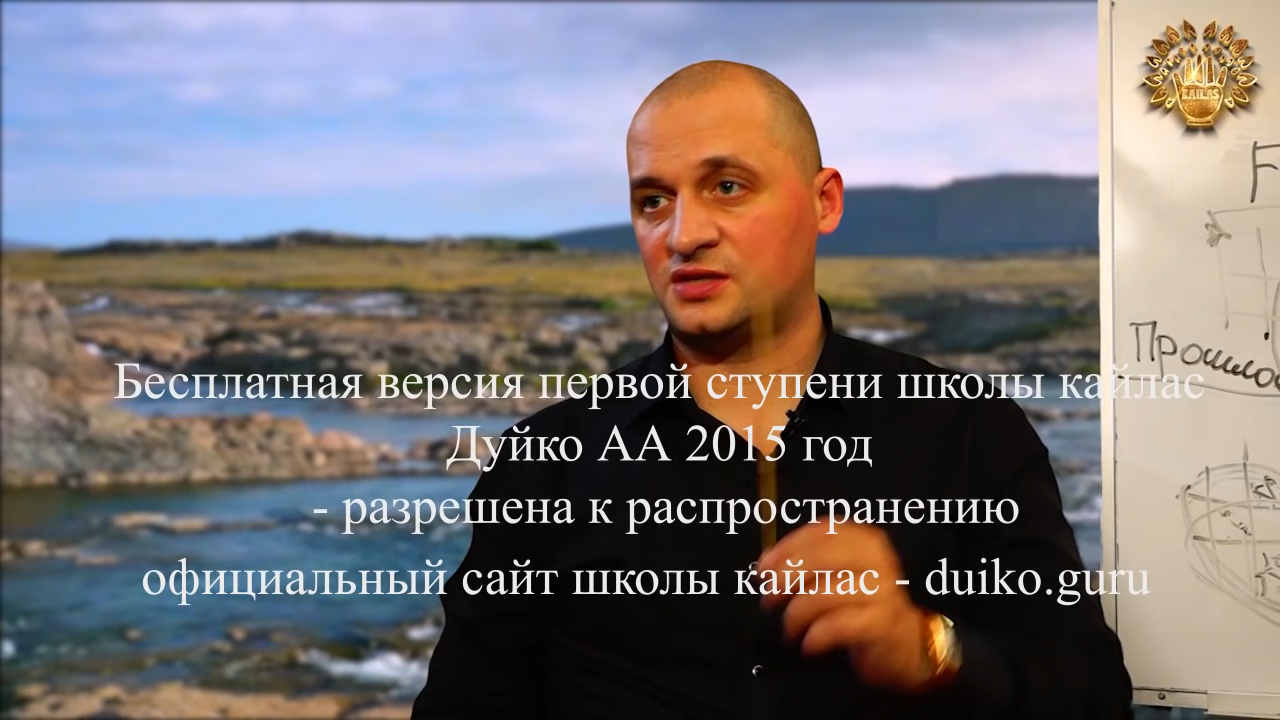 KAILAS
F
Прошло
Бесплатная версия первой ступени школы кайлас
Дуйко АА 2015 год
- разрешена к распространению
официальный сайт школы кайлас - duiko.guru